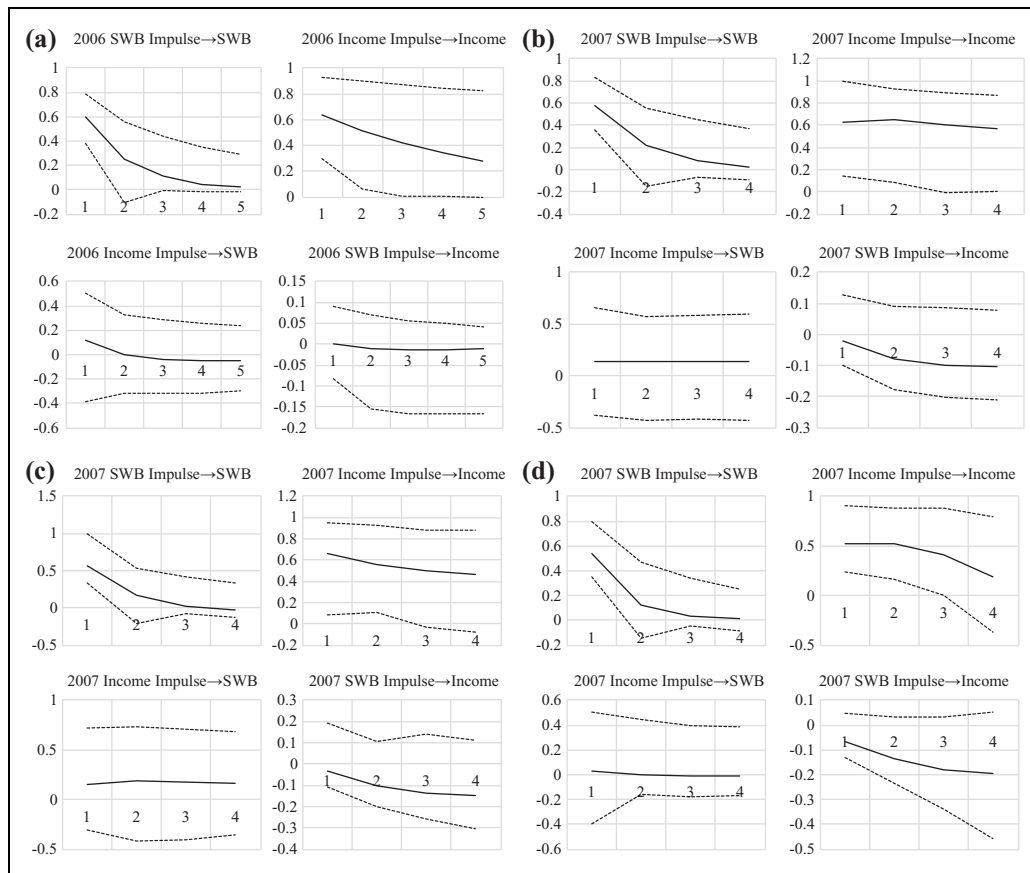 (a)
2006 SWB Impulse→SWB
1
0.8
0.6
0.4
0.2
0
-0.2
1 2 3 4 5
2006 Income Impulse→Income
1
0.8
0.6
0.4
0.2
0
1 2 3 4 5
2006 Income Impulse→SWB
0.6
0.4
0.2
0
-0.2
-0.4
-0.6
1 2 3 4 5
2006 SWB Impulse→Income
0.15
0.1
0.05
0
-0.05
-0.1
-0.15
-0.2
1 2 3 4 5
(b)
2007 SWB Impulse→SWB
1
0.8
0.6
0.4
0.2
0
-0.2
-0.4
1 2 3 4
2007 Income Impulse→Income
1.2
1
0.8
0.6
0.4
0.2
0
-0.2
1 2 3 4
2007 Income Impulse→SWB
1
0.5
0
-0.5
1 2 3 4
2007 SWB Impulse→Income
0.2
0.1
0
-0.1
-0.2
-0.3
1 2 3 4
(c)
2007 SWB Impulse→SWB
1.5
1
0.5
0
-0.5
1 2 3 4
2007 Income Impulse→Income
1.2
1
0.8
0.6
0.4
0.2
0
-0.2
1 2 3 4
2007 Income Impulse→SWB
1
0.5
0
-0.5
1 2 3 4
2007 SWB Impulse→Income
0.3
0.2
0.1
0
-0.1
-0.2
-0.3
-0.4
1 2 3 4
(d)
2007 SWB Impulse→SWB
1
0.8
0.6
0.4
0.2
0
-0.2
1 2 3 4
2007 Income Impulse→Income
1
0.5
0
-0.5
1 2 3 4
2007 Income Impulse→SWB
0.6
0.4
0.2
0
-0.2
-0.4
-0.6
1 2 3 4
2007 SWB Impulse→Income
0.1
0
-0.1
-0.2
-0.3
-0.4
-0.5
1 2 3 4